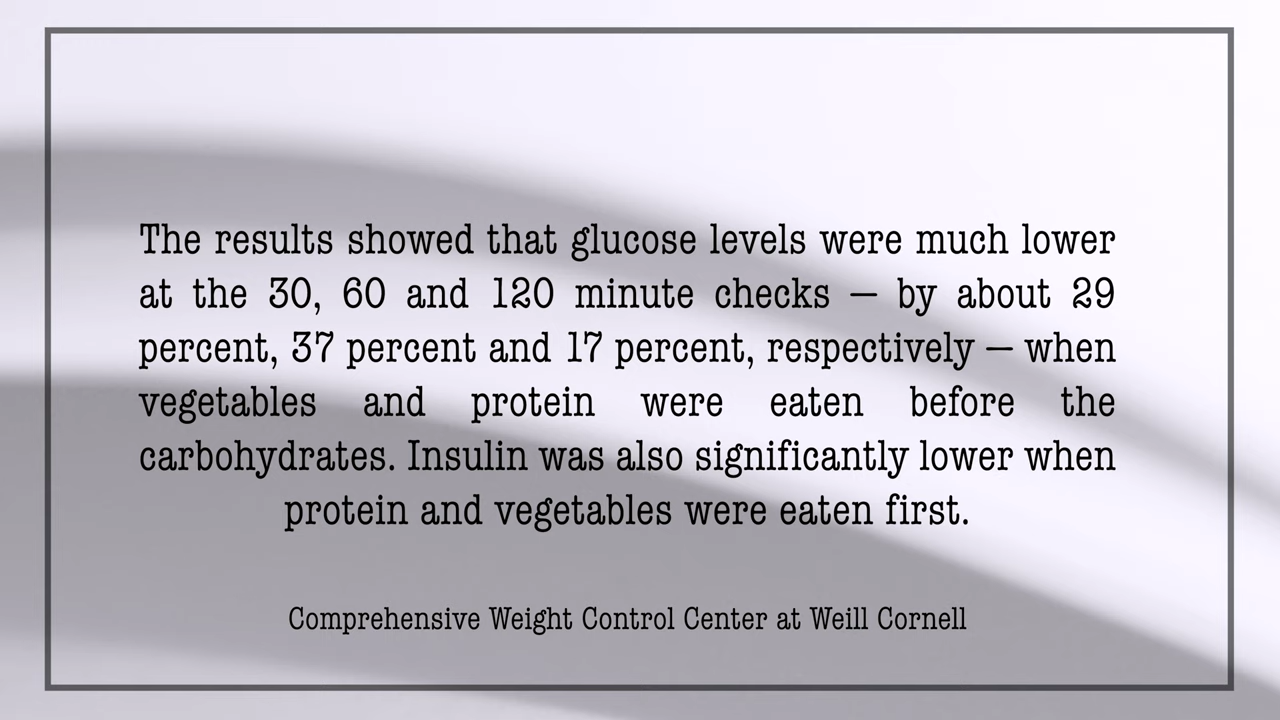 The results showed that glucose levels were much lower
at the 30, 60 and 120 minute checks — by about 29
percent, 37 percent and 17 percent, respectively — when
vegetables and protein were eaten before the
carbohydrates. Insulin was also significantly lower when
protein and vegetables were eaten first.
Comprehensive Weight Control Center at Weill Cornell